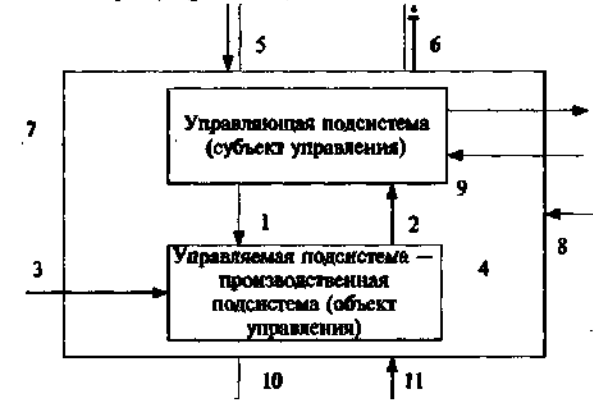 5
6
7
Управляющая подсистема
(субъект управления)
9
1
2
8
3
4
Управляемая подсистема —
производственная
подсистема (объект
управления)
10
11